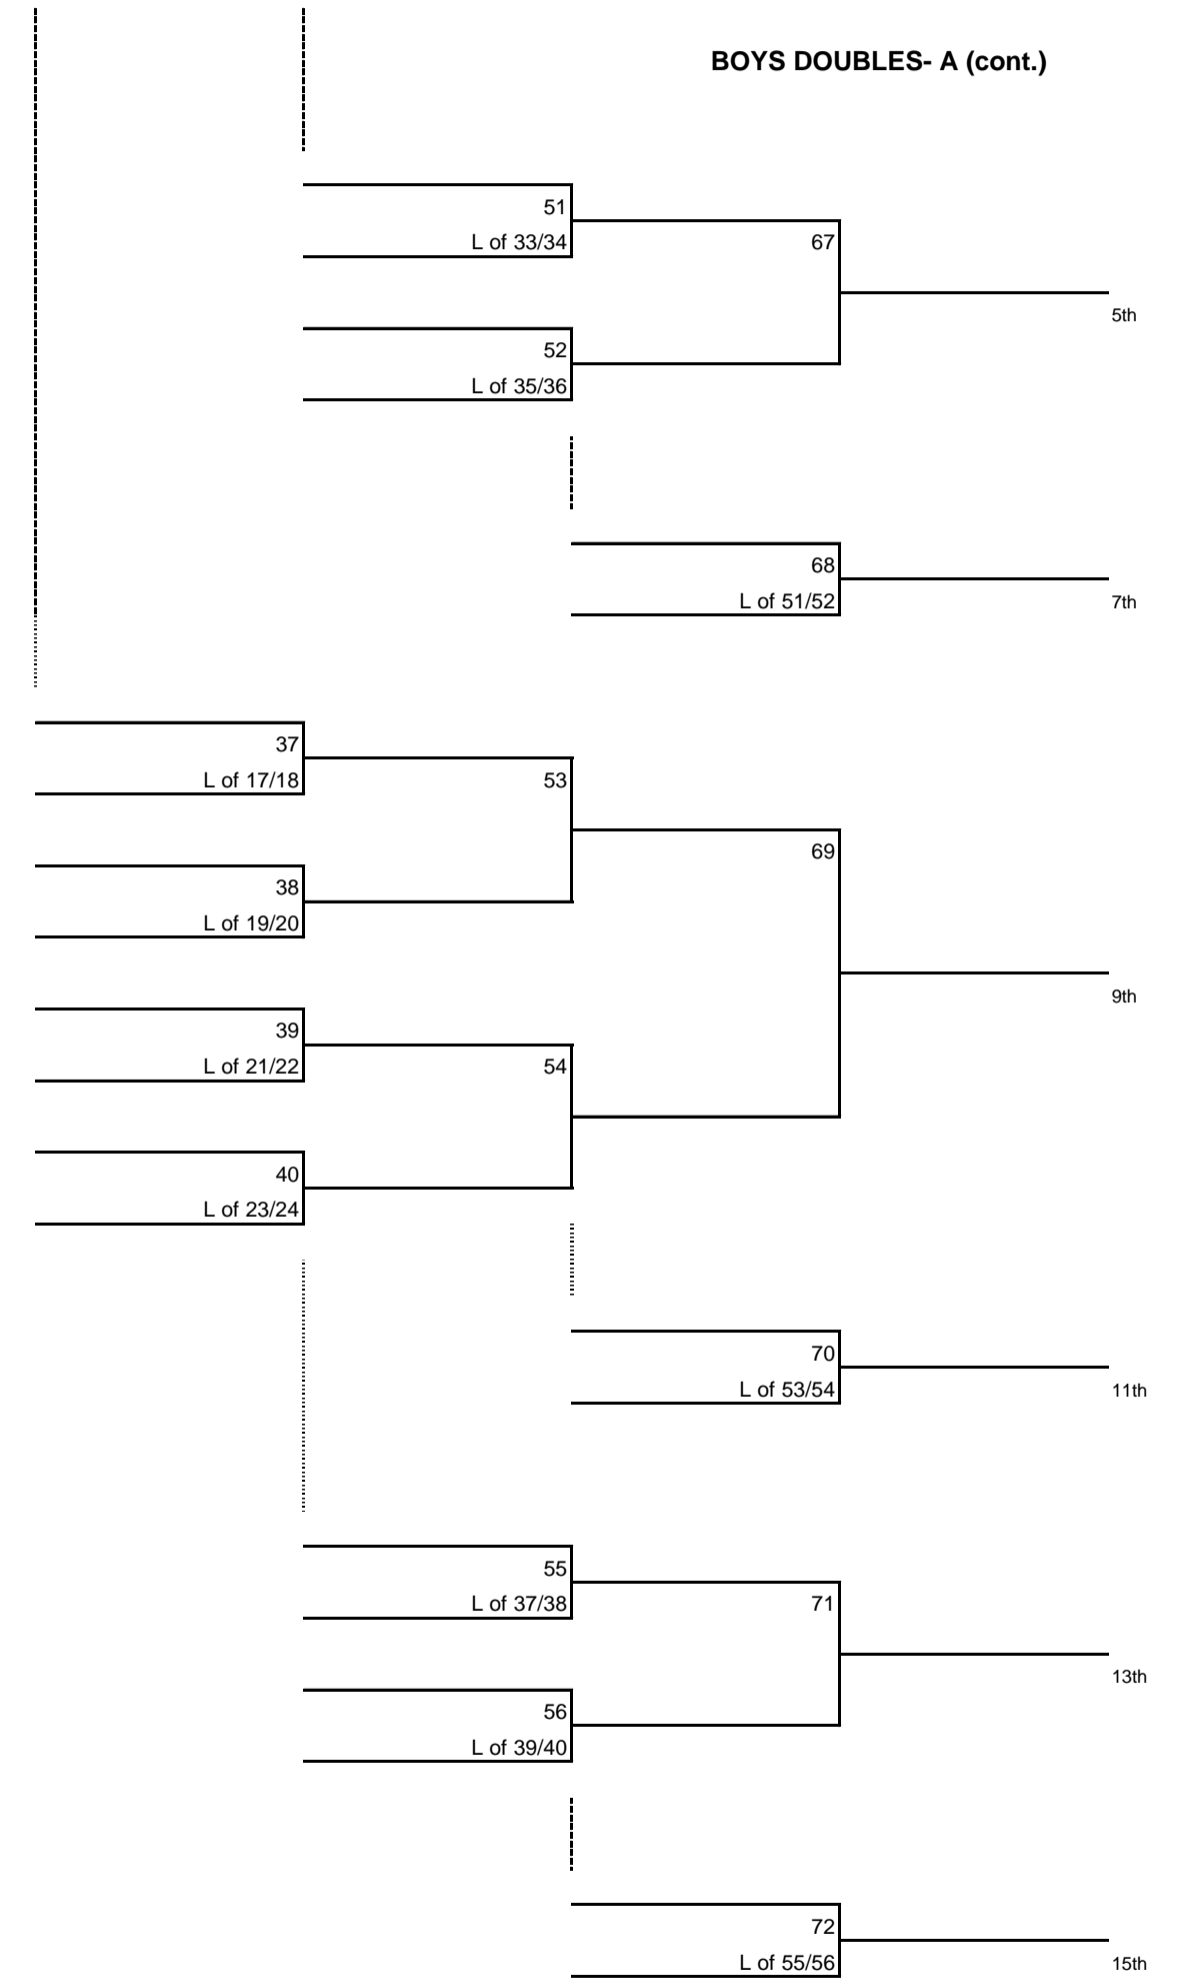 BOYS DOUBLES- A (cont.)
51
L of 33/34
67
5th
52
L of 35/36
68
L of 51/52
7th
37
L of 17/18
53
69
38
L of 19/20
9th
39
L of 21/22
54
40
L of 23/24
70
L of 53/54
11th
55
L of 37/38
71
13th
56
L of 39/40
72
L of 55/56
15th